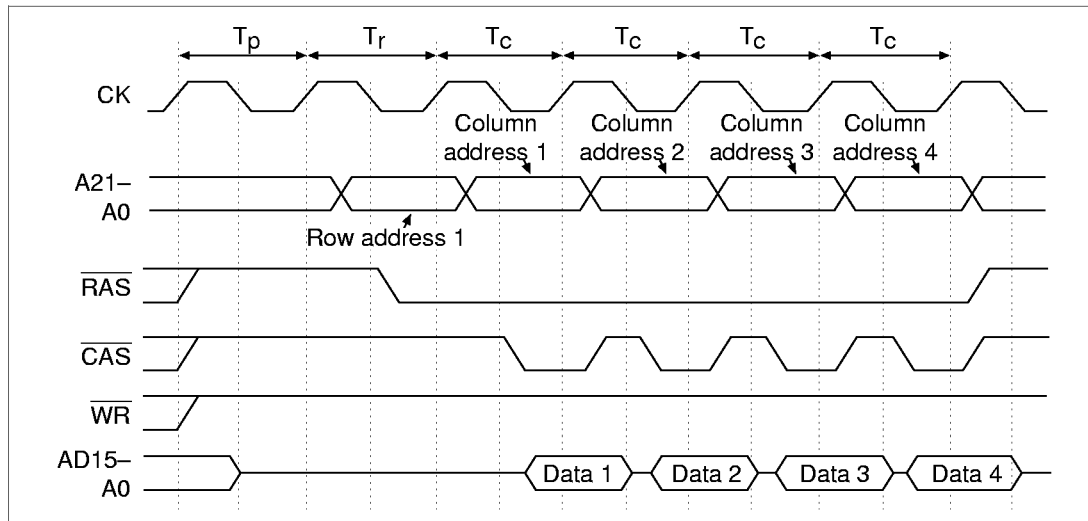 Tp Tr Tc Tc Tc Tc
CK
Column address 1
Column address 2
Column address 3
Column address 4
A21–
A0
Row address 1
RAS
CAS
WR
AD15–
A0
Data 1 Data 2 Data 3 Data 4